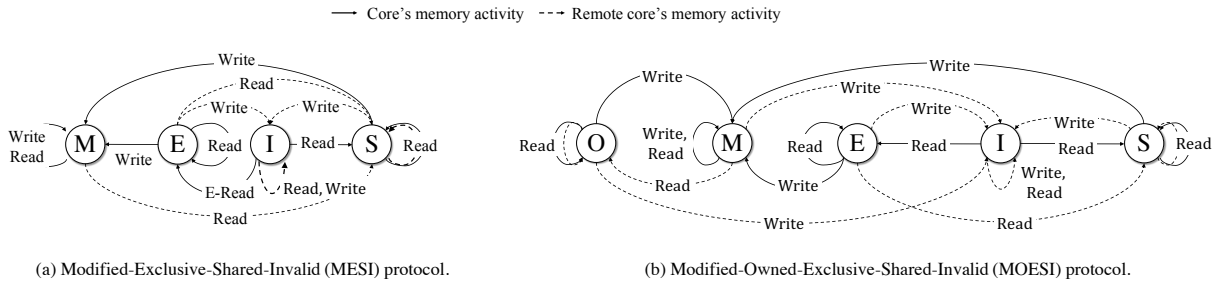 Core's memory activity Remote core's memory activity
Write
Read
Write Write
Write
Read
M E I S
Write Read Read Read
E-Read Read, Write
Read
(a) Modified-Exclusive-Shared-Invalid (MESI) protocol.
Write Write
Write
Write Write
Read O M E I S
Write,
Read
Read Read Read Read
Read Write Write,
Read
Write Read
(b) Modified-Owned-Exclusive-Shared-Invalid (MOESI) protocol.